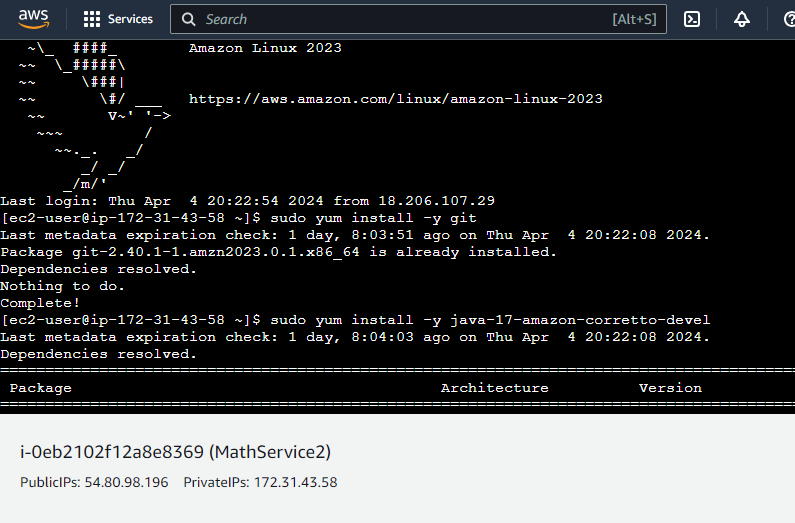 aws
Services
Search
[Alt+S]
~\_  ####_        Amazon Linux 2023
~~  \_#####\
~~     \###|
~~       \#/ ___   https://aws.amazon.com/linux/amazon-linux-2023
~~       V~' '->
~~~         /
~~._.   _/
_/ _/
_/m/'
Last login: Thu Apr  4 20:22:54 2024 from 18.206.107.29
[ec2-user@ip-172-31-43-58 ~]$ sudo yum install -y git
Last metadata expiration check: 1 day, 8:03:51 ago on Thu Apr  4 20:22:08 2024.
Package git-2.40.1-1.amzn2023.0.1.x86_64 is already installed.
Dependencies resolved.
Nothing to do.
Complete!
[ec2-user@ip-172-31-43-58 ~]$ sudo yum install -y java-17-amazon-corretto-devel
Last metadata expiration check: 1 day, 8:04:03 ago on Thu Apr  4 20:22:08 2024.
Dependencies resolved.
========================================================================================
Package Architecture Version
========================================================================================
i-0eb2102f12a8e8369 (MathService2)
PublicIPs: 54.80.98.196 PrivateIPs: 172.31.43.58